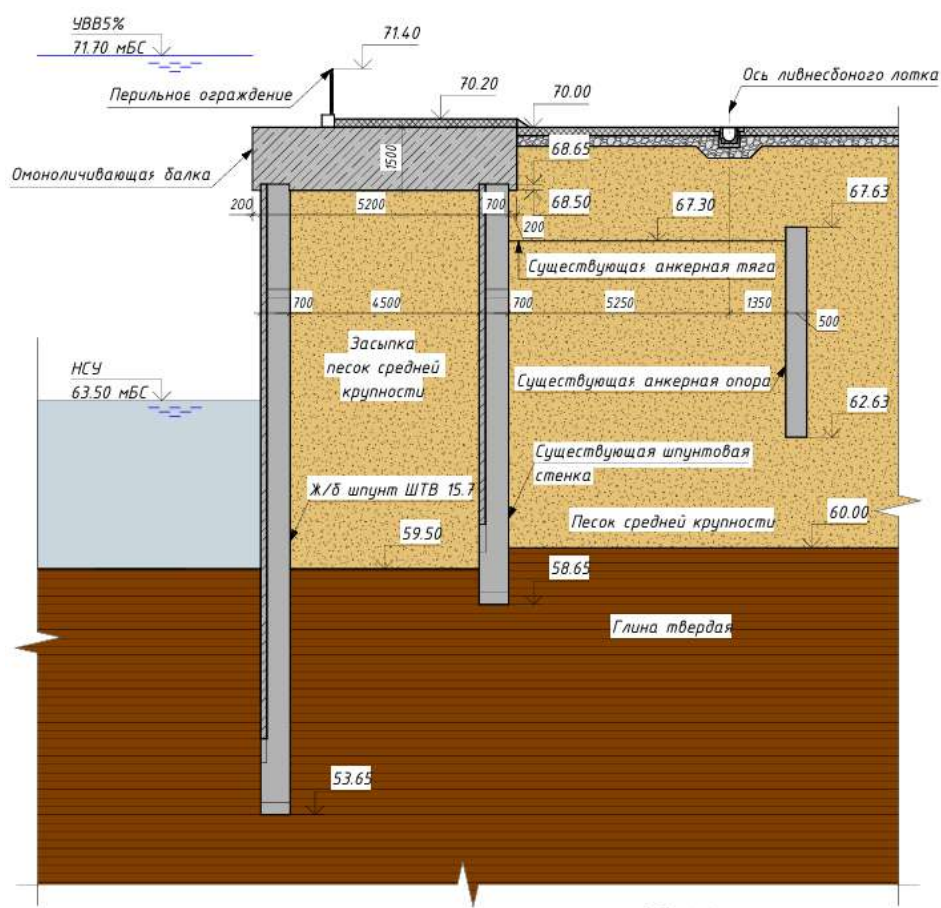 УВВ5%
71.70 мБС
71.40
Перильное ограждение
70.20
70.00
Ось ливнесбоного лотка
1500
68.65
Омоноличивающая балка
67.63
200
5200
700
68.50
67.30
200
Существующая анкерная тяга
700
4500
700
5250
1350
500
Засыпка
песок средней
крупности
НСУ
63.50 мБС
Существующая анкерная опора
62.63
Существующая шпунтовая
стенка
Ж/б шпунт ШТВ 15.7
Песок средней крупности
60.00
59.50
58.65
Глина твердая
53.65